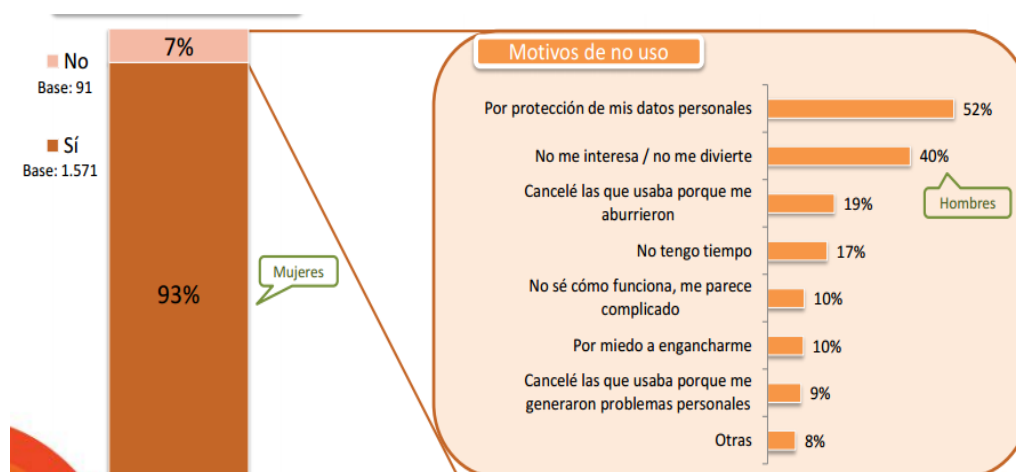 No
Base: 91
Sí
Base: 1.571
7%
93%
Mujeres
Motivos de no uso
Por protección de mis datos personales
52%
No me interesa / no me divierte
40%
Hombres
Cancelé las que usaba porque me
aburrieron
19%
No tengo tiempo
17%
No sé cómo funciona, me parece
complicado
10%
Por miedo a engancharme
10%
Cancelé las que usaba porque me
generaron problemas personales
9%
Otras
8%